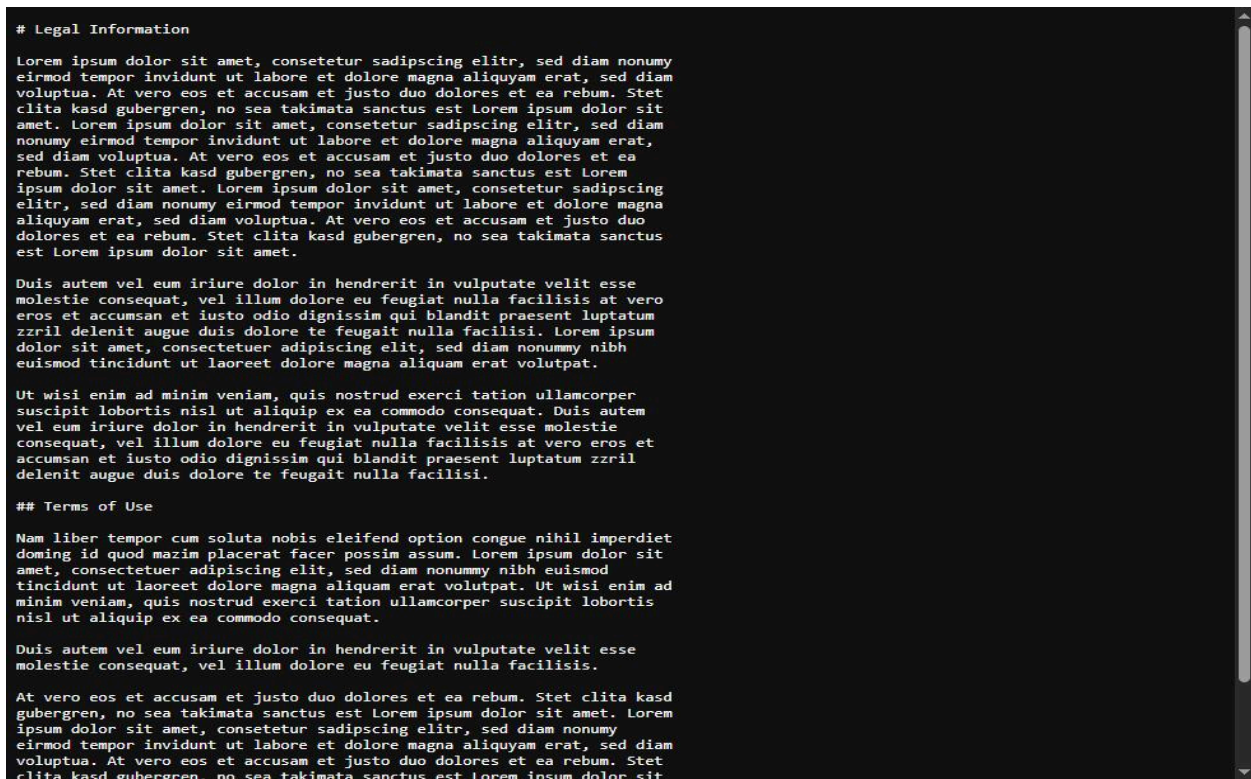 # Legal Information
Lorem ipsum dolor sit amet, consetetur sadipscing elitr, sed diam nonumy
eirmod tempor invidunt ut labore et dolore magna aliquyam erat, sed diam
voluptua. At vero eos et accusam et justo duo dolores et ea rebum. Stet
clita kasd gubergren, no sea takimata sanctus est Lorem ipsum dolor sit
amet. Lorem ipsum dolor sit amet, consetetur sadipscing elitr, sed diam
nonumy eirmod tempor invidunt ut labore et dolore magna aliquyam erat,
sed diam voluptua. At vero eos et accusam et justo duo dolores et ea
rebum. Stet clita kasd gubergren, no sea takimata sanctus est Lorem
ipsum dolor sit amet. Lorem ipsum dolor sit amet, consetetur sadipscing
elitr, sed diam nonumy eirmod tempor invidunt ut labore et dolore magna
aliquyam erat, sed diam voluptua. At vero eos et accusam et justo duo
dolores et ea rebum. Stet clita kasd gubergren, no sea takimata sanctus
est Lorem ipsum dolor sit amet.
Duis autem vel eum iriure dolor in hendrerit in vulputate velit esse
molestie consequat, vel illum dolore eu feugiat nulla facilisis at vero
eros et accumsan et iusto odio dignissim qui blandit praesent luptatum
zzril delenit augue duis dolore te feugait nulla facilisi. Lorem ipsum
dolor sit amet, consectetuer adipiscing elit, sed diam nonummy nibh
euismod tincidunt ut laoreet dolore magna aliquam erat volutpat.
Ut wisi enim ad minim veniam, quis nostrud exerci tation ullamcorper
suscipit lobortis nisl ut aliquip ex ea commodo consequat. Duis autem
vel eum iriure dolor in hendrerit in vulputate velit esse molestie
consequat, vel illum dolore eu feugiat nulla facilisis at vero eros et
accumsan et iusto odio dignissim qui blandit praesent luptatum zzril
delenit augue duis dolore te feugait nulla facilisi.
## Terms of Use
Nam liber tempor cum soluta nobis eleifend option congue nihil imperdiet
doming id quod mazim placerat facer possim assum. Lorem ipsum dolor sit
amet, consectetuer adipiscing elit, sed diam nonummy nibh euismod
tincidunt ut laoreet dolore magna aliquam erat volutpat. Ut wisi enim ad
minim veniam, quis nostrud exerci tation ullamcorper suscipit lobortis
nisl ut aliquip ex ea commodo consequat.
Duis autem vel eum iriure dolor in hendrerit in vulputate velit esse
molestie consequat, vel illum dolore eu feugiat nulla facilisis.
At vero eos et accusam et justo duo dolores et ea rebum. Stet clita kasd
gubergren, no sea takimata sanctus est Lorem ipsum dolor sit amet. Lorem
ipsum dolor sit amet, consetetur sadipscing elitr, sed diam nonumy
eirmod tempor invidunt ut labore et dolore magna aliquyam erat, sed diam
voluptua. At vero eos et accusam et justo duo dolores et ea rebum. Stet
clita kasd gubergren, no sea takimata sanctus est Lorem ipsum dolor sit